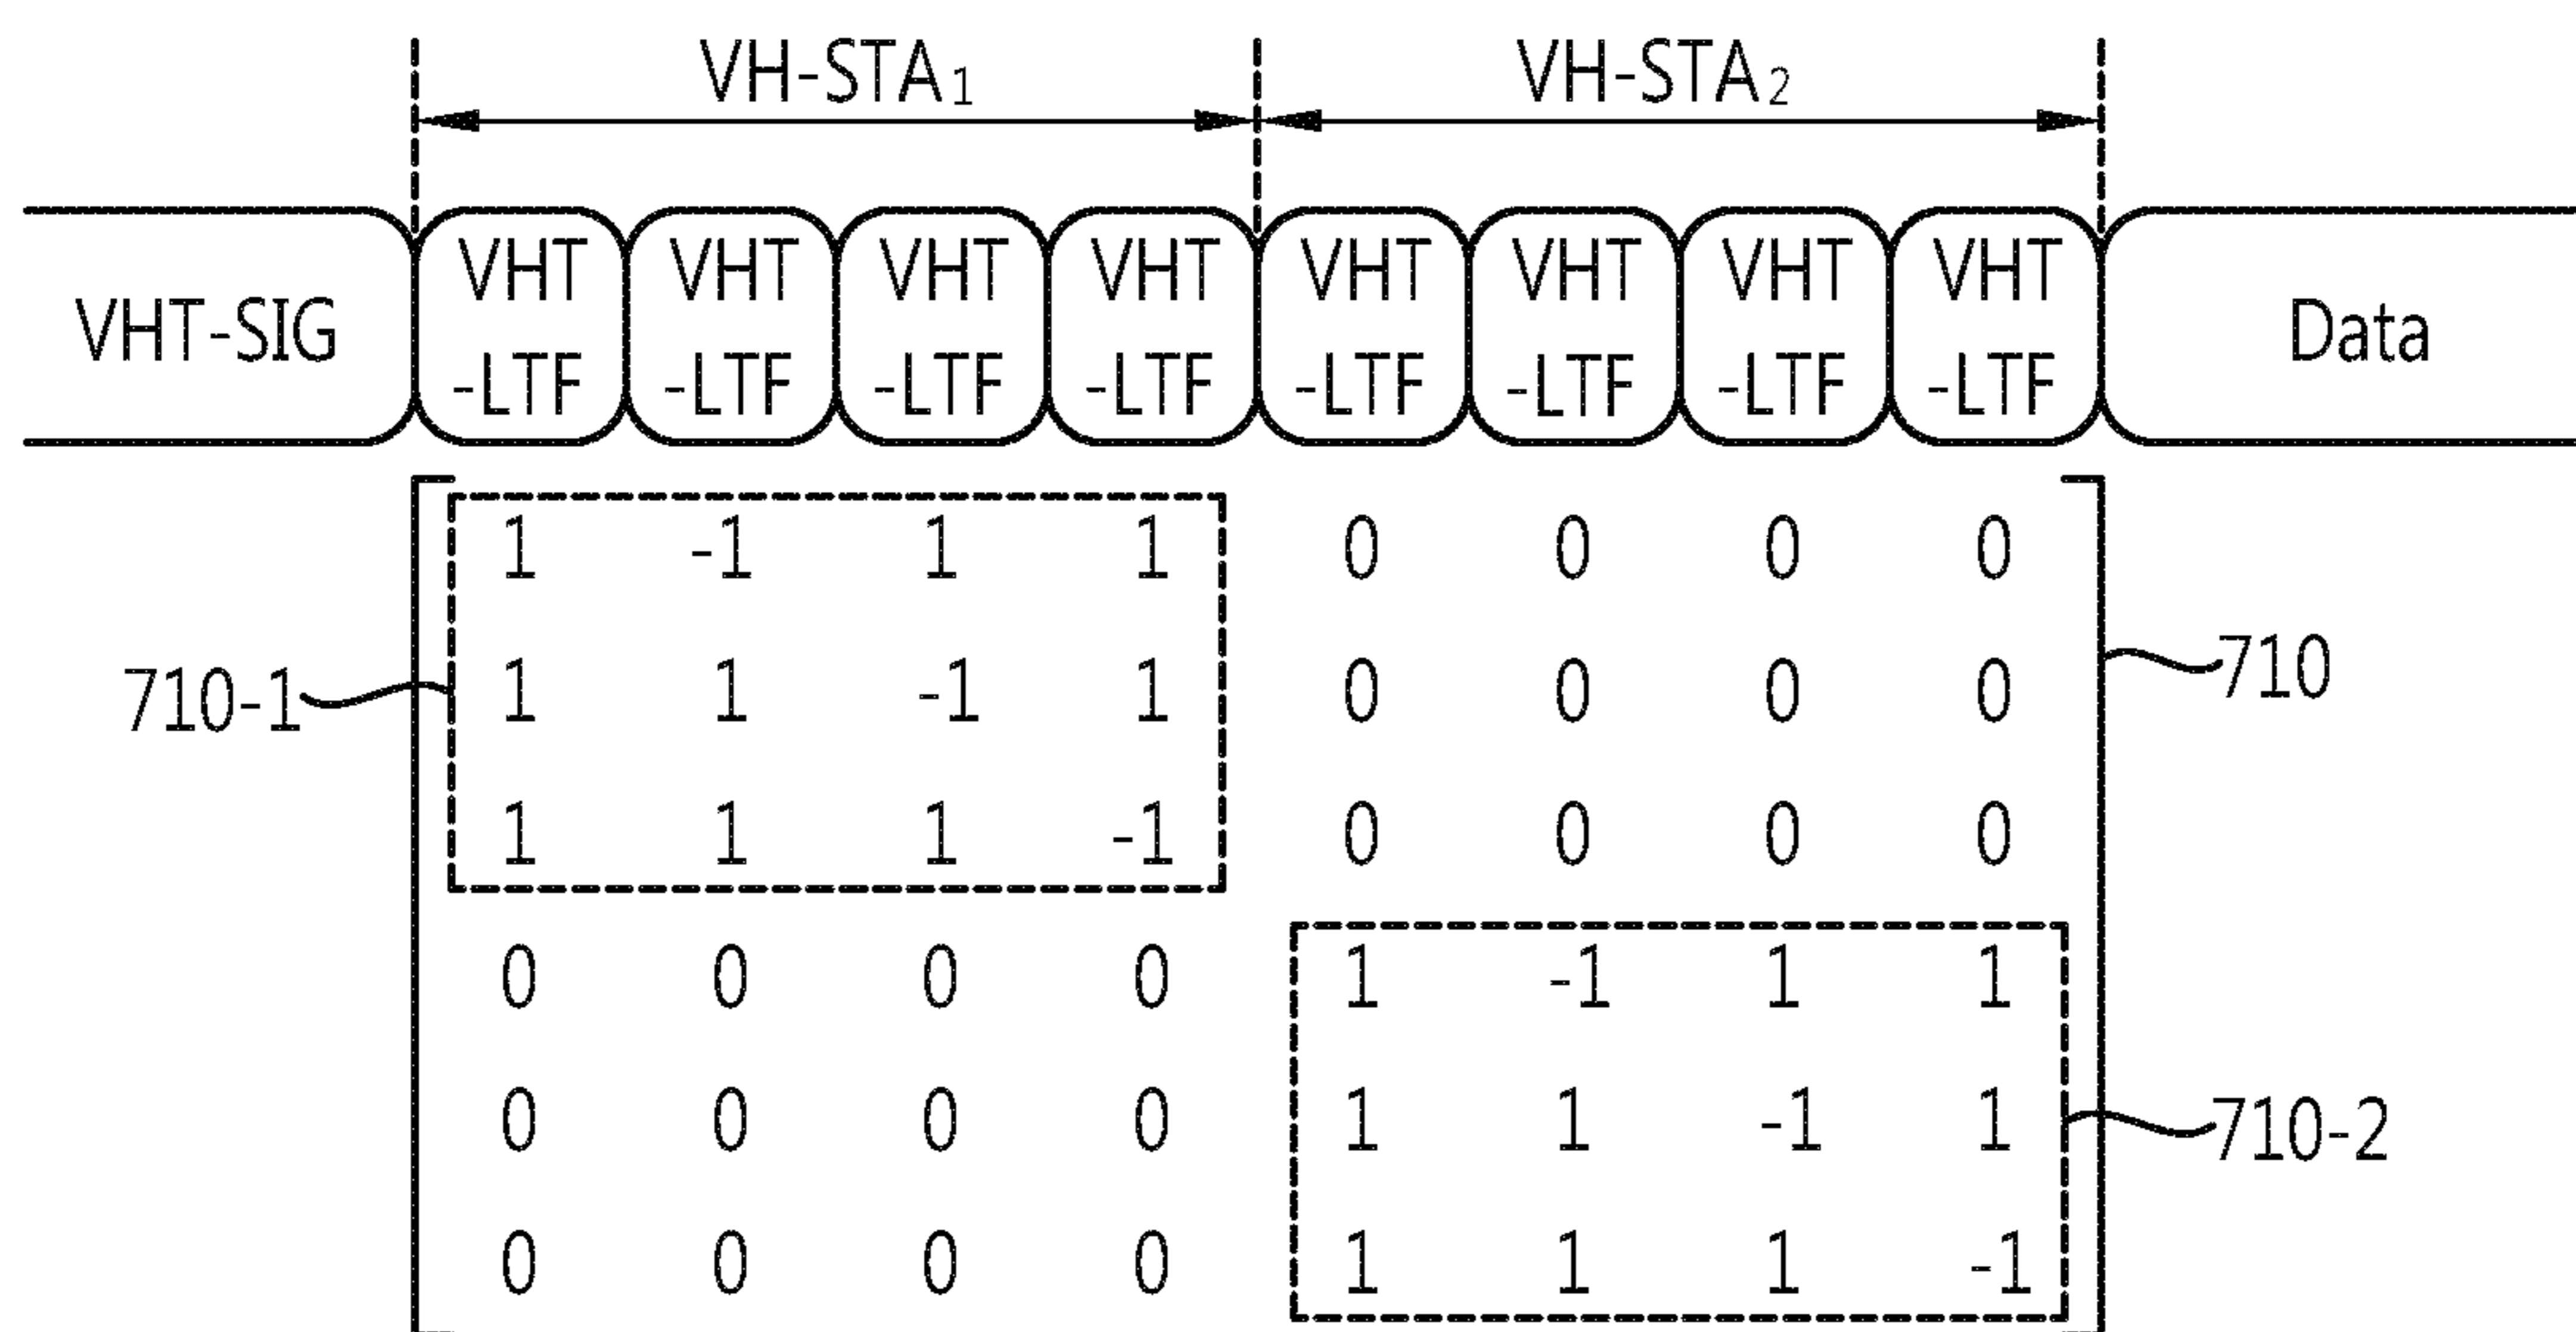 VH-STA1 VH-STA2
VHT-SIG VHT -LTF VHT -LTF VHT -LTF VHT -LTF VHT -LTF VHT -LTF VHT -LTF VHT -LTF Data
1 -1 1 1 0 0 0 0
710-1 1 1 -1 1 0 0 0 0 710
1 1 1 -1 0 0 0 0
0 0 0 0 1 -1 1 1
0 0 0 0 1 1 -1 1 710-2
0 0 0 0 1 1 1 -1